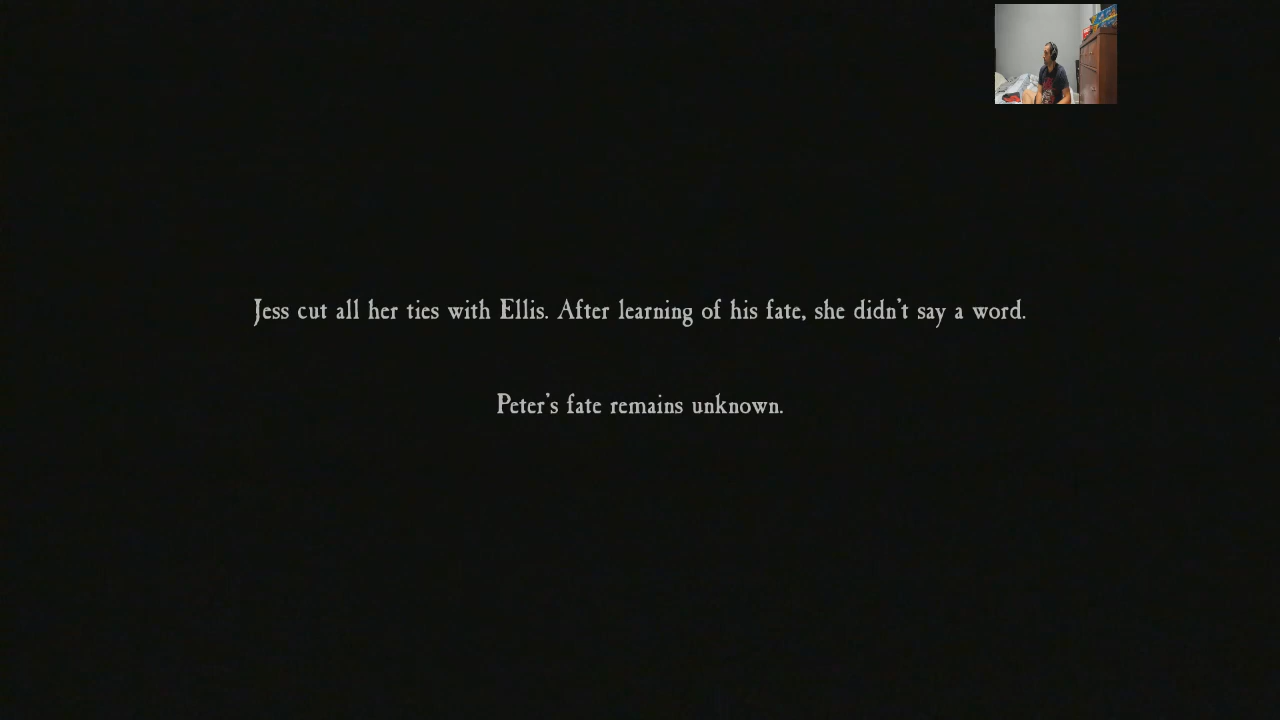 Jess cut all her ties with Ellis. After learning of his fate, she didn't say a word.
Peter's fate remains unknown.